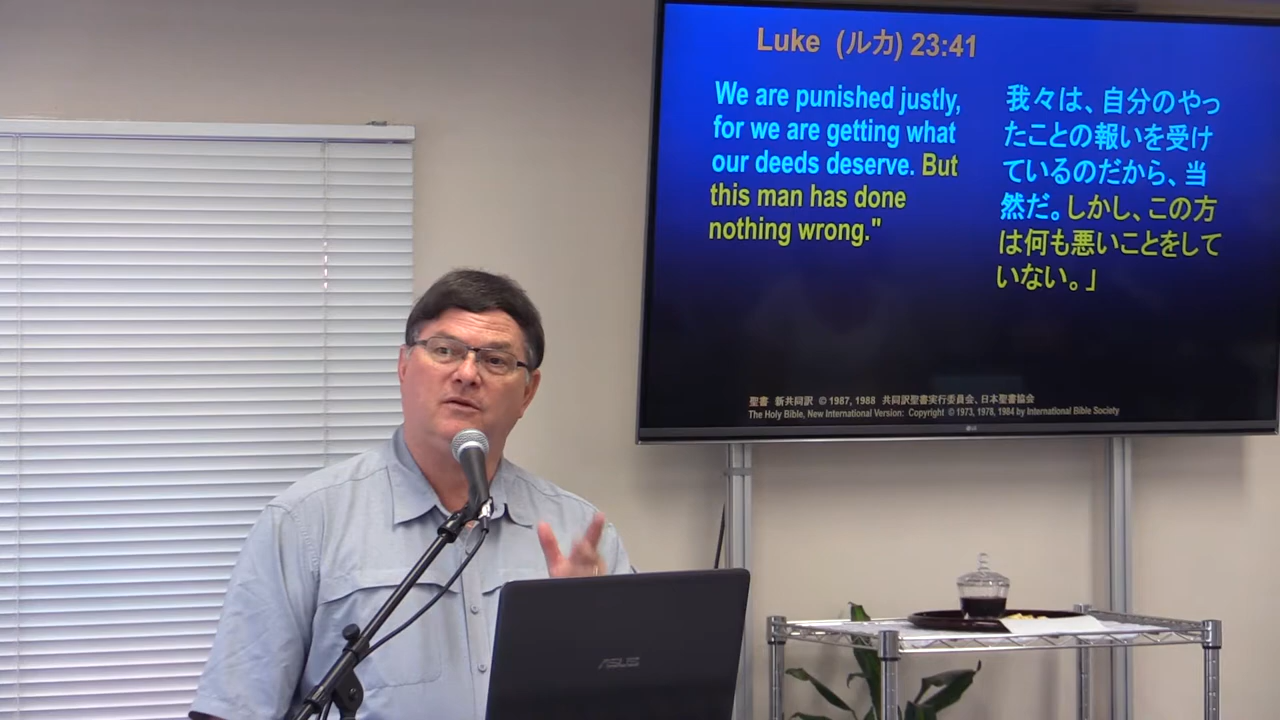 Luke (ルカ) 23:41
We are punished justly,
for we are getting what
our deeds deserve. But
this man has done
nothing wrong."
我々は、自分のやっ
たことの報いを受け
ているのだから、当
然だ。しかし、この方
は何も悪いことをして
いない。」
聖書 新共同訳 © 1987, 1988 共同訳聖書実行委員会、日本聖書協会
The Holy Bible, New International Version: Copyright © 1973, 1978, 1984 by International Bible Society
LG
ASUS